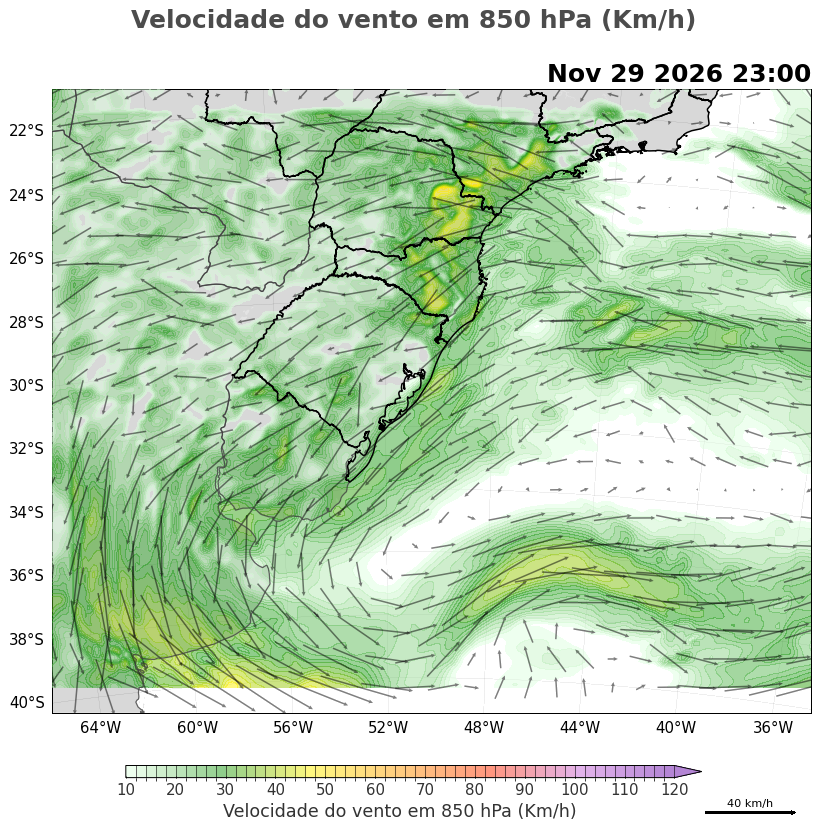 Velocidade do vento em 850 hPa (Km/h)
Nov 29 2026 23:00
22°S
24°S
26°S
28°S
30°S
32°S
34°S
36°S
38°S
40°S
64°W 60°W 56°W 52°W 48°W 44°W 40°W 36°W
10 20 30 40 50 60 70 80 90 100 110 120
Velocidade do vento em 850 hPa (Km/h)
40 km/h